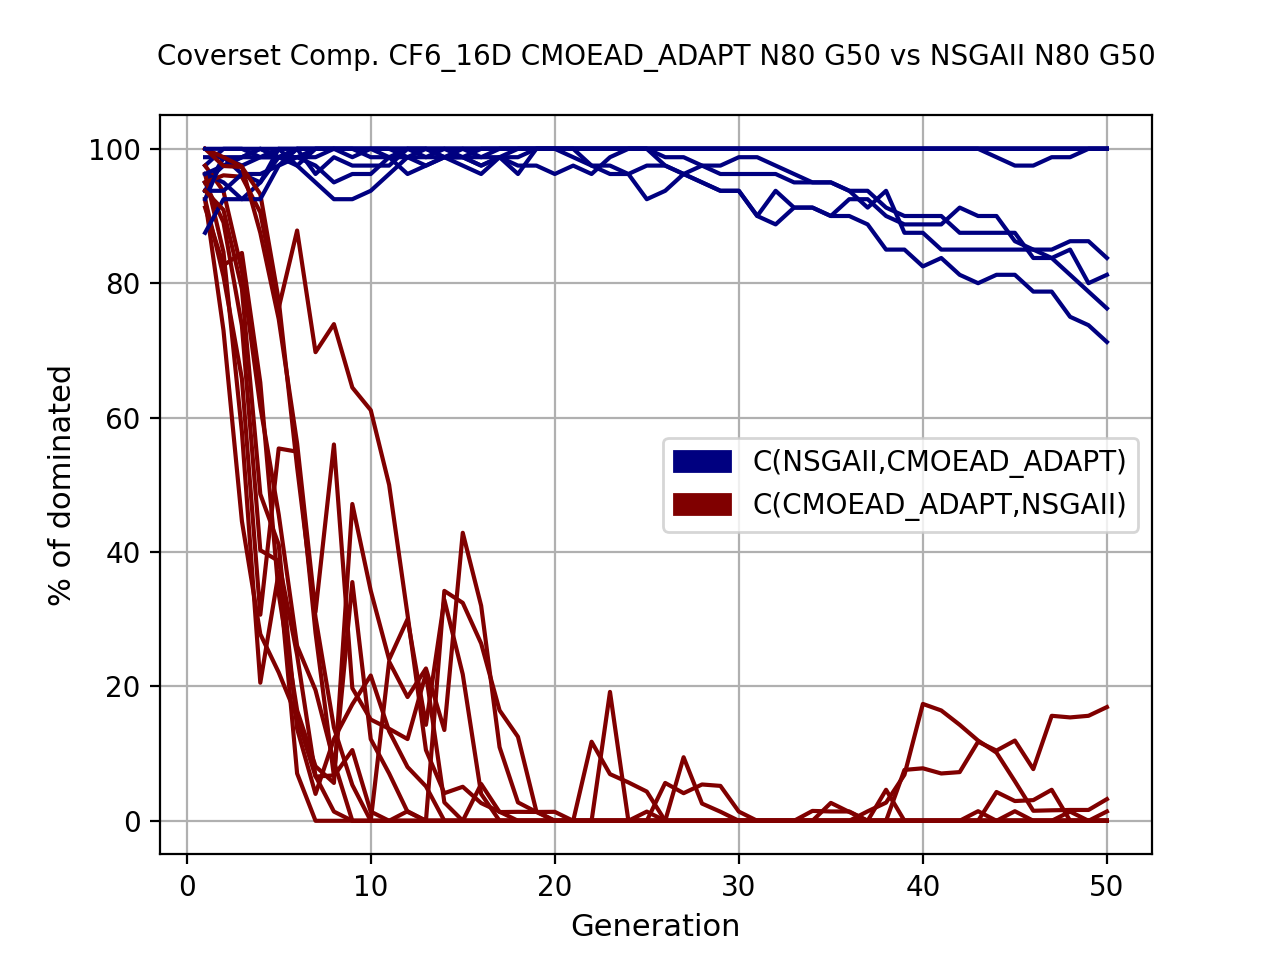 Coverset Comp. CF6_16D CMOEAD_ADAPT N80 G50 vs NSGAII N80 G50
100
80
60
40
20
0
% of dominated
C(NSGAII,CMOEAD_ADAPT)
C(CMOEAD_ADAPT,NSGAII)
0 10 20 30 40 50
Generation